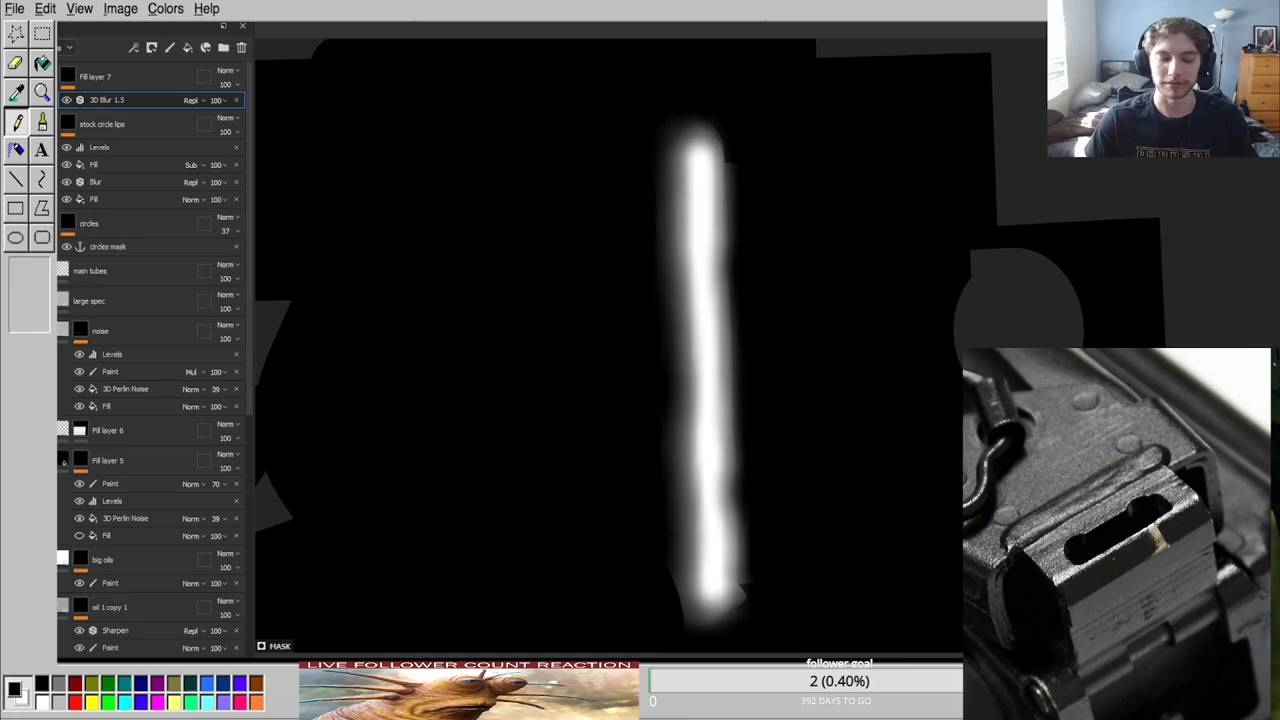 File Edit View Image Colors Help
Fill layer 7 Norm
100
3D Blur 1.5 Repl 100
stock circle lips Norm
100
Levels
Fill Sub 100
Blur Repl 100
Fill Norm 100
circles Norm
37
circles mask
main tubes Norm
100
large spec Norm
100
noise Norm
100
Levels
Paint Mul 100
3D Perlin Noise Norm 39
Fill Norm 100
Fill layer 6 Norm
100
Fill layer 5 Norm
100
Paint Norm 70
Levels
3D Perlin Noise Norm 39
Fill Norm 100
big oils Norm
100
Paint Norm 100
oil 1 copy 1 Norm
100
Sharpen Repl 100
Paint Norm 100
MASK
LIVE FOLLOWER COUNT REACTION
follower goal
2 (0.40%)
0
392 DAYS TO GO